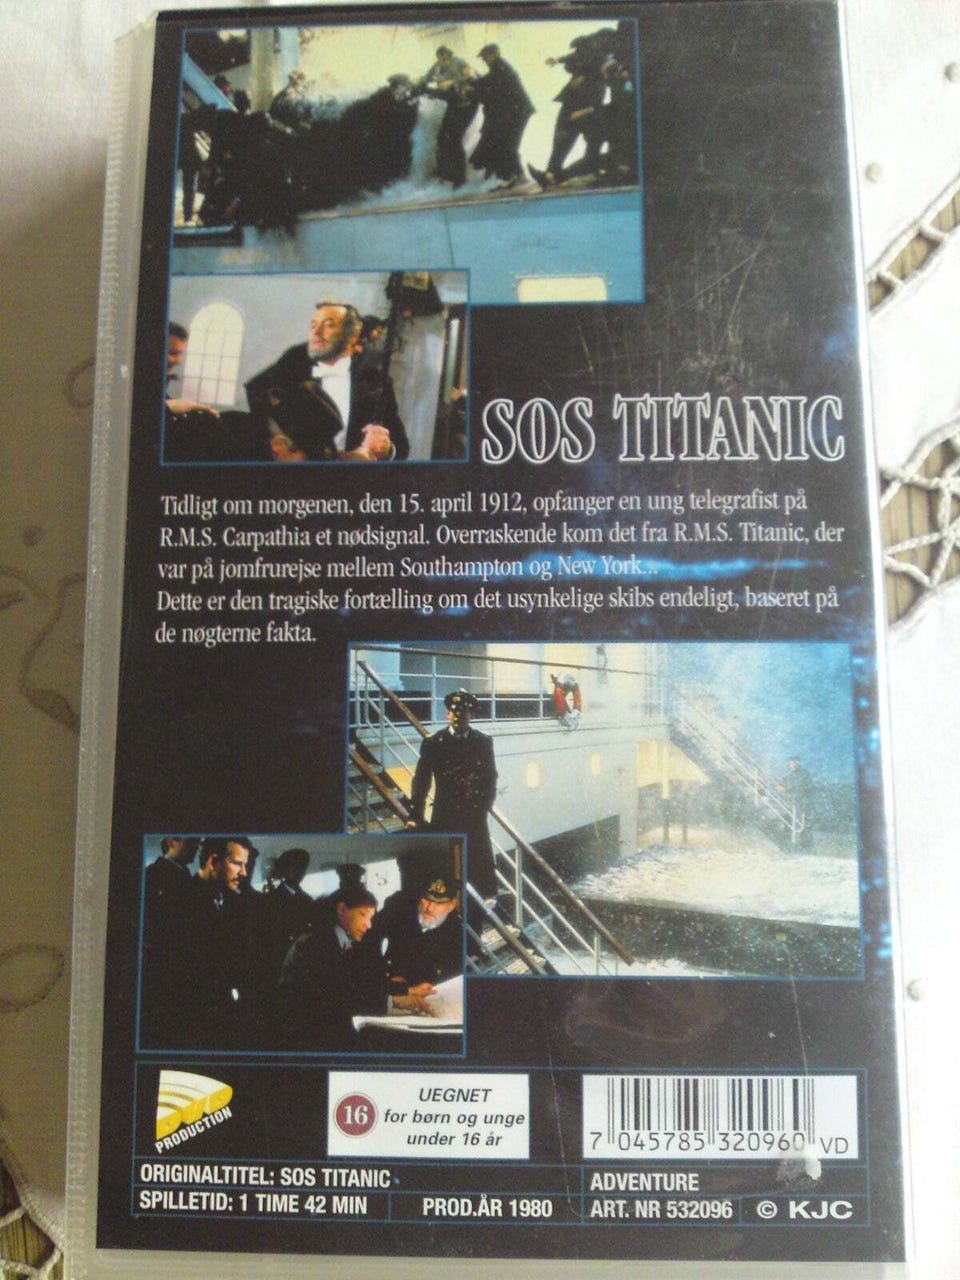 SOS TITANIC
Tidligt om morgenen, den 15. april 1912, opfanger en ung telegrafist på
R.M.S. Carpathia et nødsignal. Overraskende kom det fra R.M.S. Titanic, der
var på jomfrurejse mellem Southampton og New York...
Dette er den tragiske fortælling om det usynkelige skibs endeligt, baseret på
de nøgterne fakta.
PRODUCTION
16
UEGNET
for børn og unge
under 16 år
7 045785 320960 VD
ORIGINALTITEL: SOS TITANIC
ADVENTURE
SPILLETID: 1 TIME 42 MIN
PROD.ÅR 1980
ART. NR 532096
© KJC